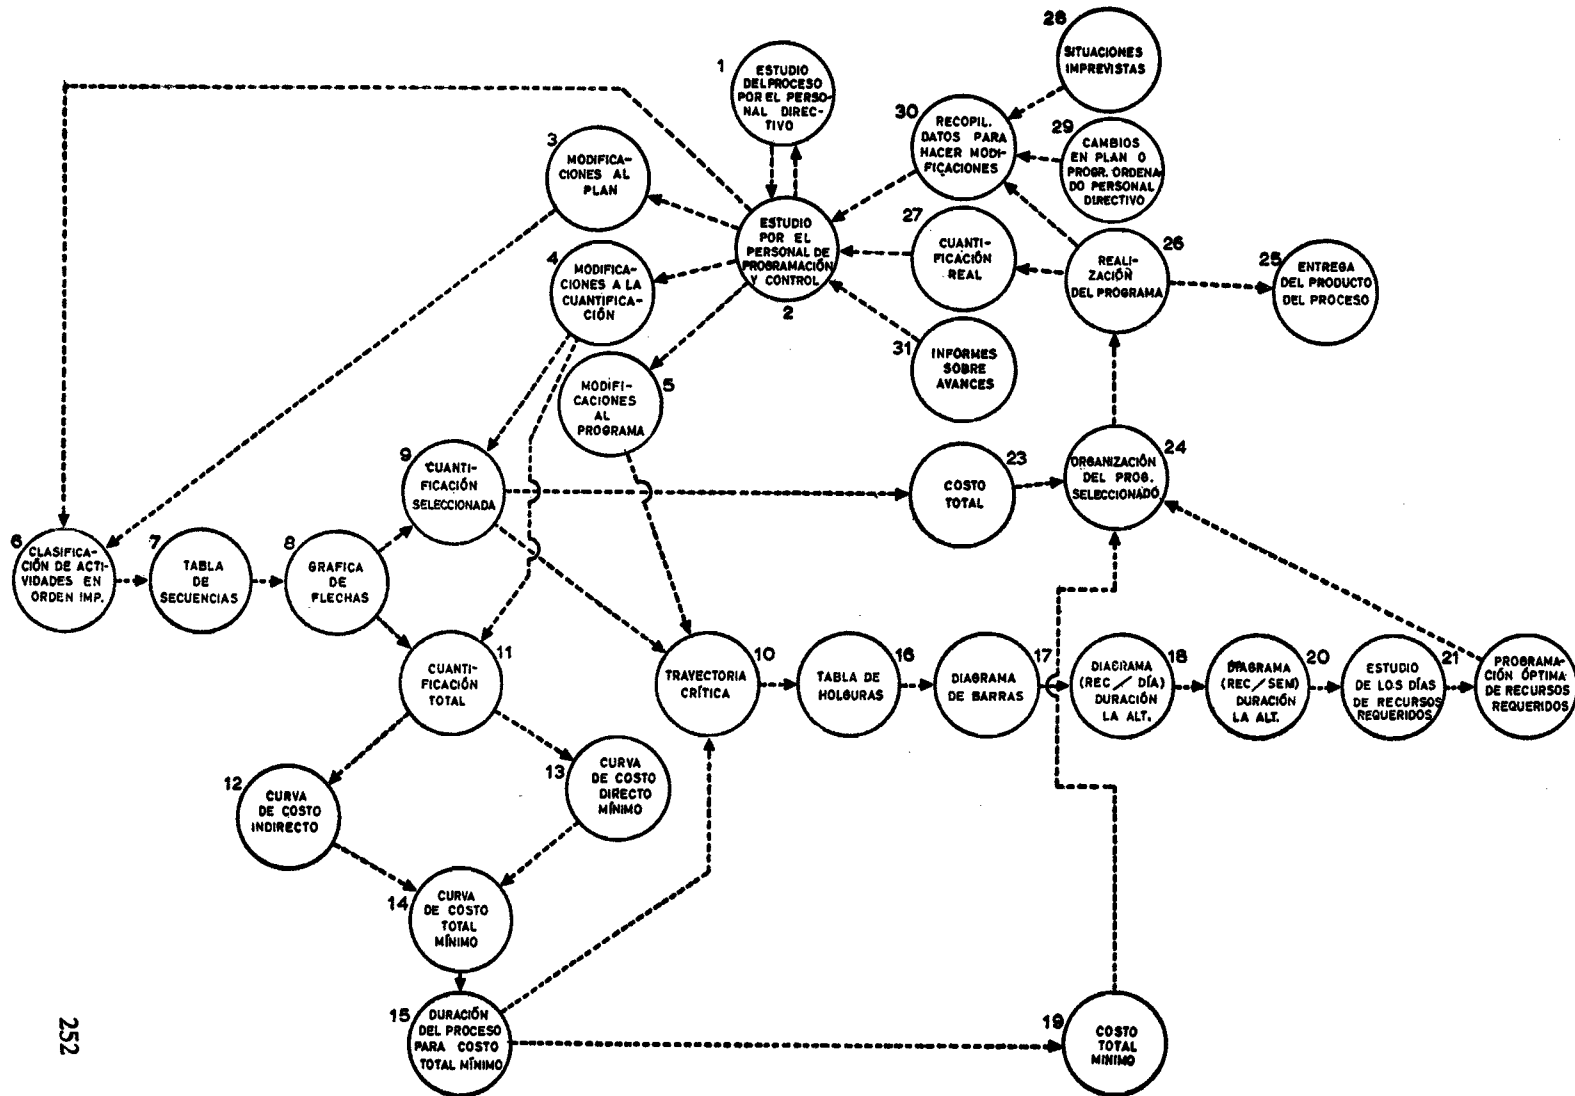 1
ESTUDIO
DEL PROCESO
POR EL PERSO-
NAL DIREC-
TIVO
2
ESTUDIO
POR EL
PERSONAL DE
PROGRAMACIÓN
Y CONTROL
3
MODIFICA-
CIONES AL
PLAN
4
MODIFICA-
CIONES A LA
CUANTIFICA-
CIÓN
5
MODIFI-
CACIONES
AL
PROGRAMA
6
CLASIFICA-
CIÓN DE ACTI-
VIDADES EN
ORDEN IMP.
7
TABLA
DE
SECUENCIAS
8
GRAFICA
DE
FLECHAS
9
CUANTI-
FICACIÓN
SELECCIONADA
10
TRAYECTORIA
CRÍTICA
11
CUANTI-
FICACIÓN
TOTAL
12
CURVA
DE COSTO
INDIRECTO
13
CURVA
DE COSTO
DIRECTO
MÍNIMO
14
CURVA
DE COSTO
TOTAL
MÍNIMO
15
DURACIÓN
DEL PROCESO
PARA COSTO
TOTAL MÍNIMO
16
TABLA DE
HOLGURAS
17
DIAGRAMA
DE BARRAS
18
DIAGRAMA
(REC / DÍA)
DURACIÓN
LA ALT.
19
COSTO
TOTAL
MINIMO
20
DIAGRAMA
(REC / SEM)
DURACIÓN
LA ALT.
21
ESTUDIO
DE LOS DÍAS
DE RECURSOS
REQUERIDOS
PROGRAMA-
CIÓN ÓPTIMA
DE RECURSOS
REQUERIDOS
23
COSTO
TOTAL
24
ORGANIZACIÓN
DEL PROG.
SELECCIONADO
25
ENTREGA
DEL PRODUCTO
DEL PROCESO
26
REALI-
ZACIÓN
DEL PROGRAMA
27
CUANTI-
FICACIÓN
REAL
28
SITUACIONES
IMPREVISTAS
29
CAMBIOS
EN PLAN O
PROGR. ORDENA-
DO PERSONAL
DIRECTIVO
30
RECOPIL.
DATOS PARA
HACER MODI-
FICACIONES
31
INFORMES
SOBRE
AVANCES
252